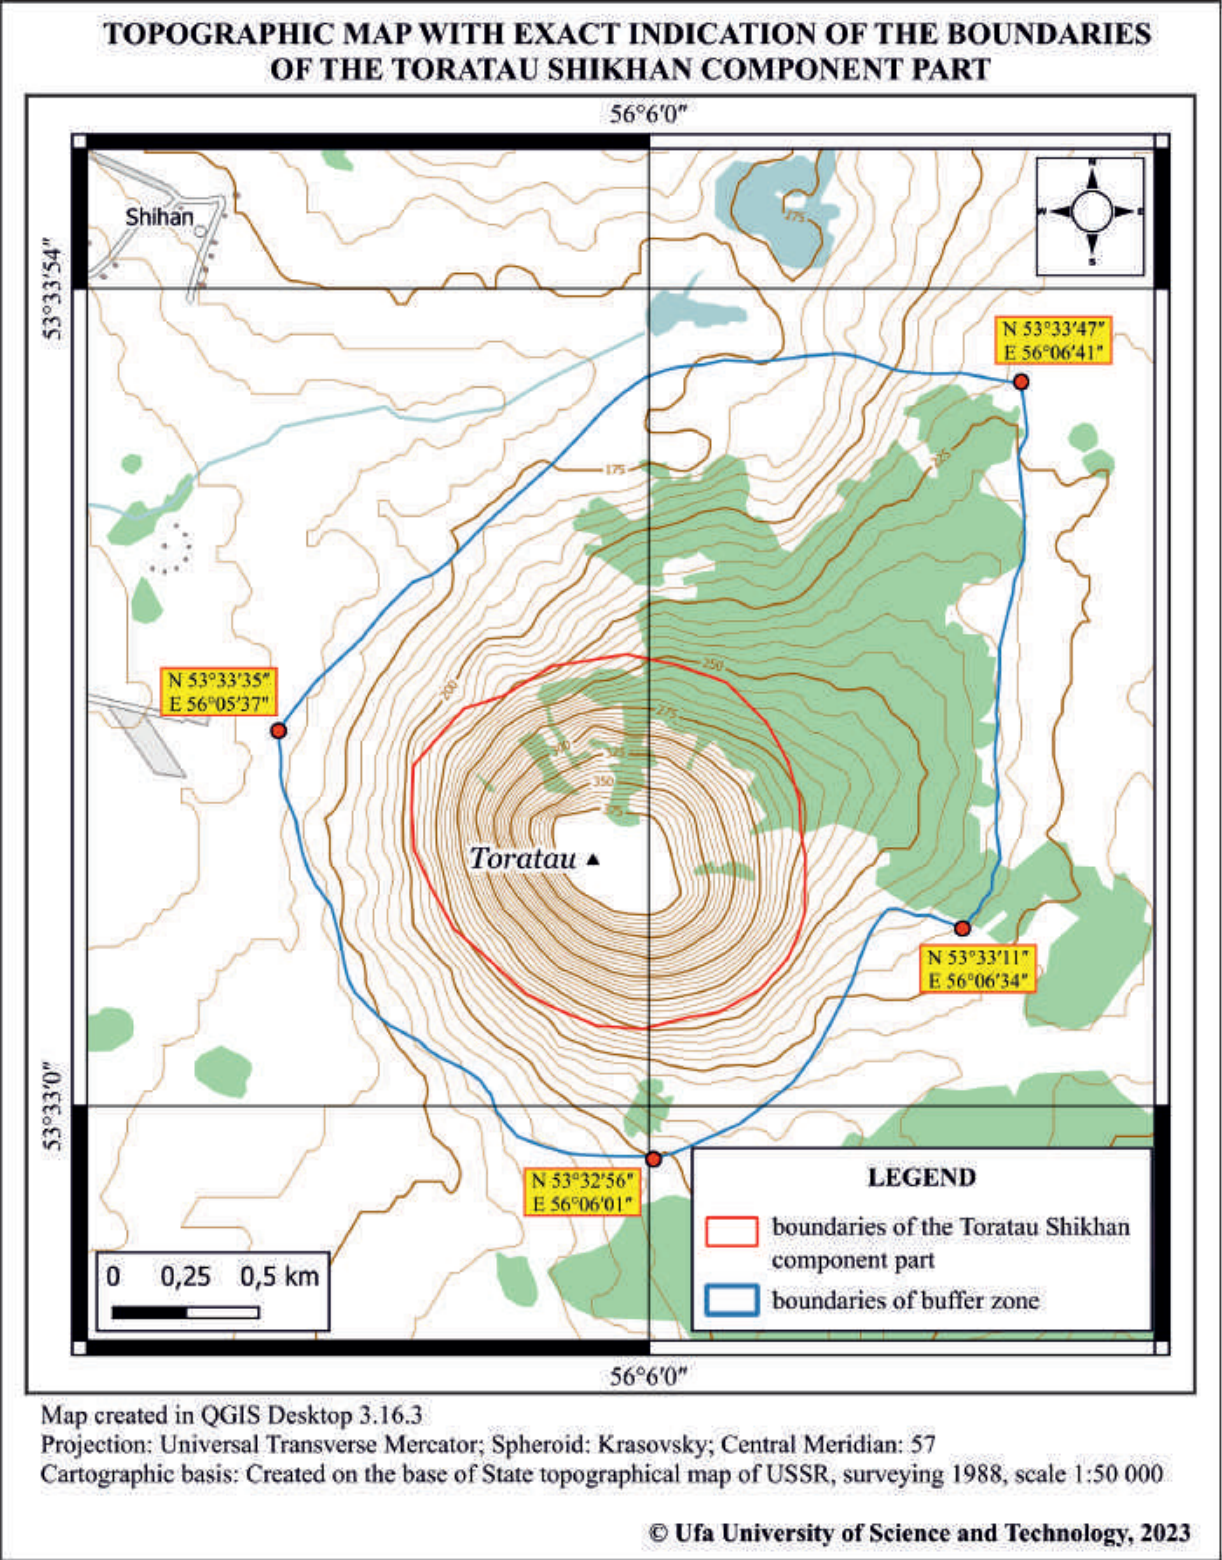 TOPOGRAPHIC MAP WITH EXACT INDICATION OF THE BOUNDARIES
OF THE TORATAU SHIKHAN COMPONENT PART
56°6′0″
N
W
E
S
Shihan
175
53°33′54″
N 53°33′47″
E 56°06′41″
225
175
N 53°33′35″
E 56°05′37″
200
250
275
300
325
350
375
Toratau
N 53°33′11″
E 56°06′34″
53°33′0″
N 53°32′56″
E 56°06′01″
LEGEND
boundaries of the Toratau Shikhan
component part
boundaries of buffer zone
0 0,25 0,5 km
56°6′0″
Map created in QGIS Desktop 3.16.3
Projection: Universal Transverse Mercator; Spheroid: Krasovsky; Central Meridian: 57
Cartographic basis: Created on the base of State topographical map of USSR, surveying 1988, scale 1:50 000
© Ufa University of Science and Technology, 2023